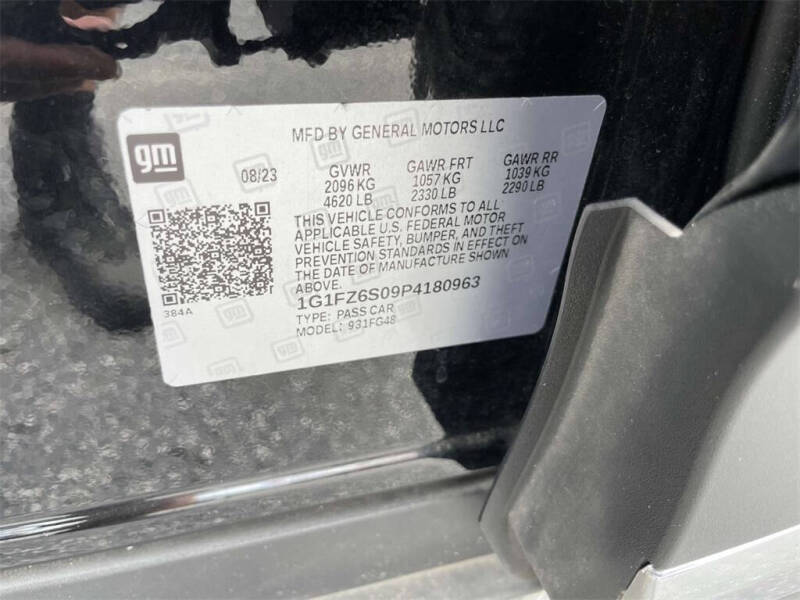 MFD BY GENERAL MOTORS LLC
gm
08/23 GVWR GAWR FRT GAWR RR
2096 KG 1057 KG 1039 KG
4620 LB 2330 LB 2290 LB
THIS VEHICLE CONFORMS TO ALL
APPLICABLE U.S. FEDERAL MOTOR
VEHICLE SAFETY, BUMPER, AND THEFT
PREVENTION STANDARDS IN EFFECT ON
THE DATE OF MANUFACTURE SHOWN
ABOVE.
1G1FZ6S09P4180963
384A
TYPE: PASS CAR
MODEL: 931FG48